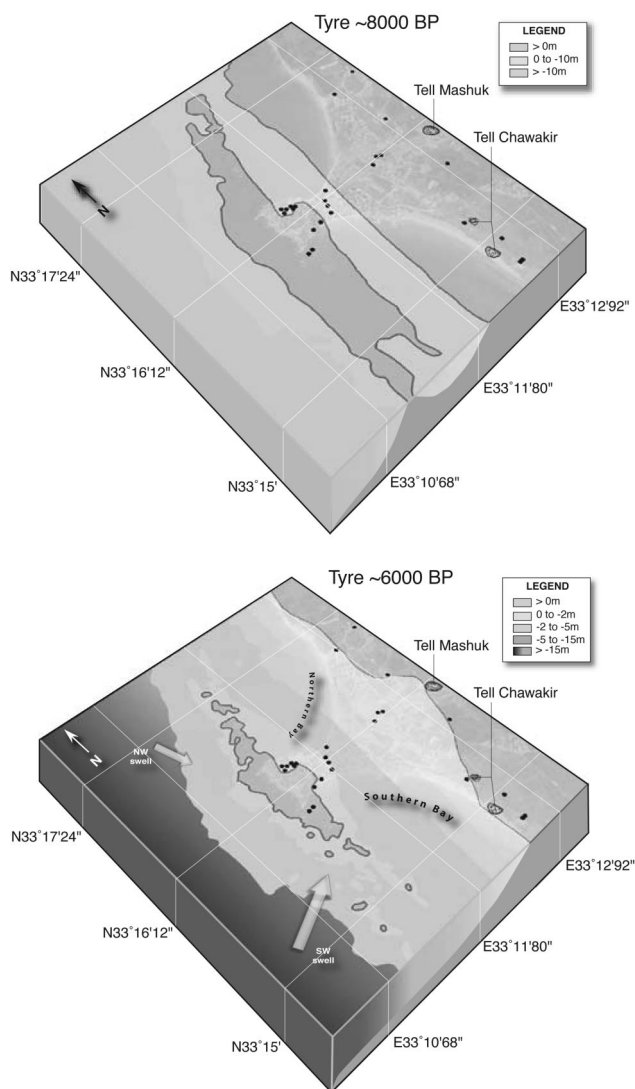 Tyre ~8000 BP
LEGEND
> 0m
0 to -10m
> -10m
Tell Mashuk
Tell Chawakir
N
N33°17'24"
N33°16'12"
N33°15'
E33°12'92"
E33°11'80"
E33°10'68"
Tyre ~6000 BP
LEGEND
> 0m
0 to -2m
-2 to -5m
-5 to -15m
> -15m
Tell Mashuk
Tell Chawakir
Northern Bay
N
NW
swell
Southern Bay
SW
swell
N33°17'24"
N33°16'12"
N33°15'
E33°12'92"
E33°11'80"
E33°10'68"